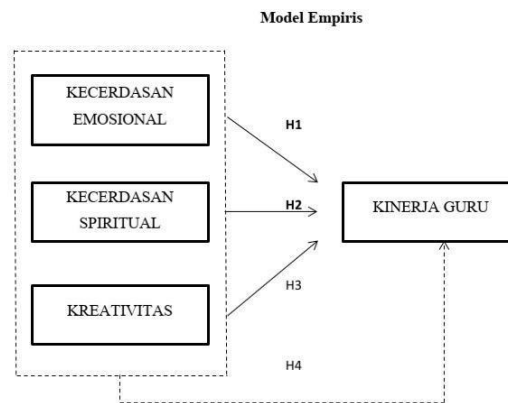 Model Empiris
KECERDASAN
EMOSIONAL
H1
KECERDASAN
SPIRITUAL
H2
KINERJA GURU
KREATIVITAS
H3
H4